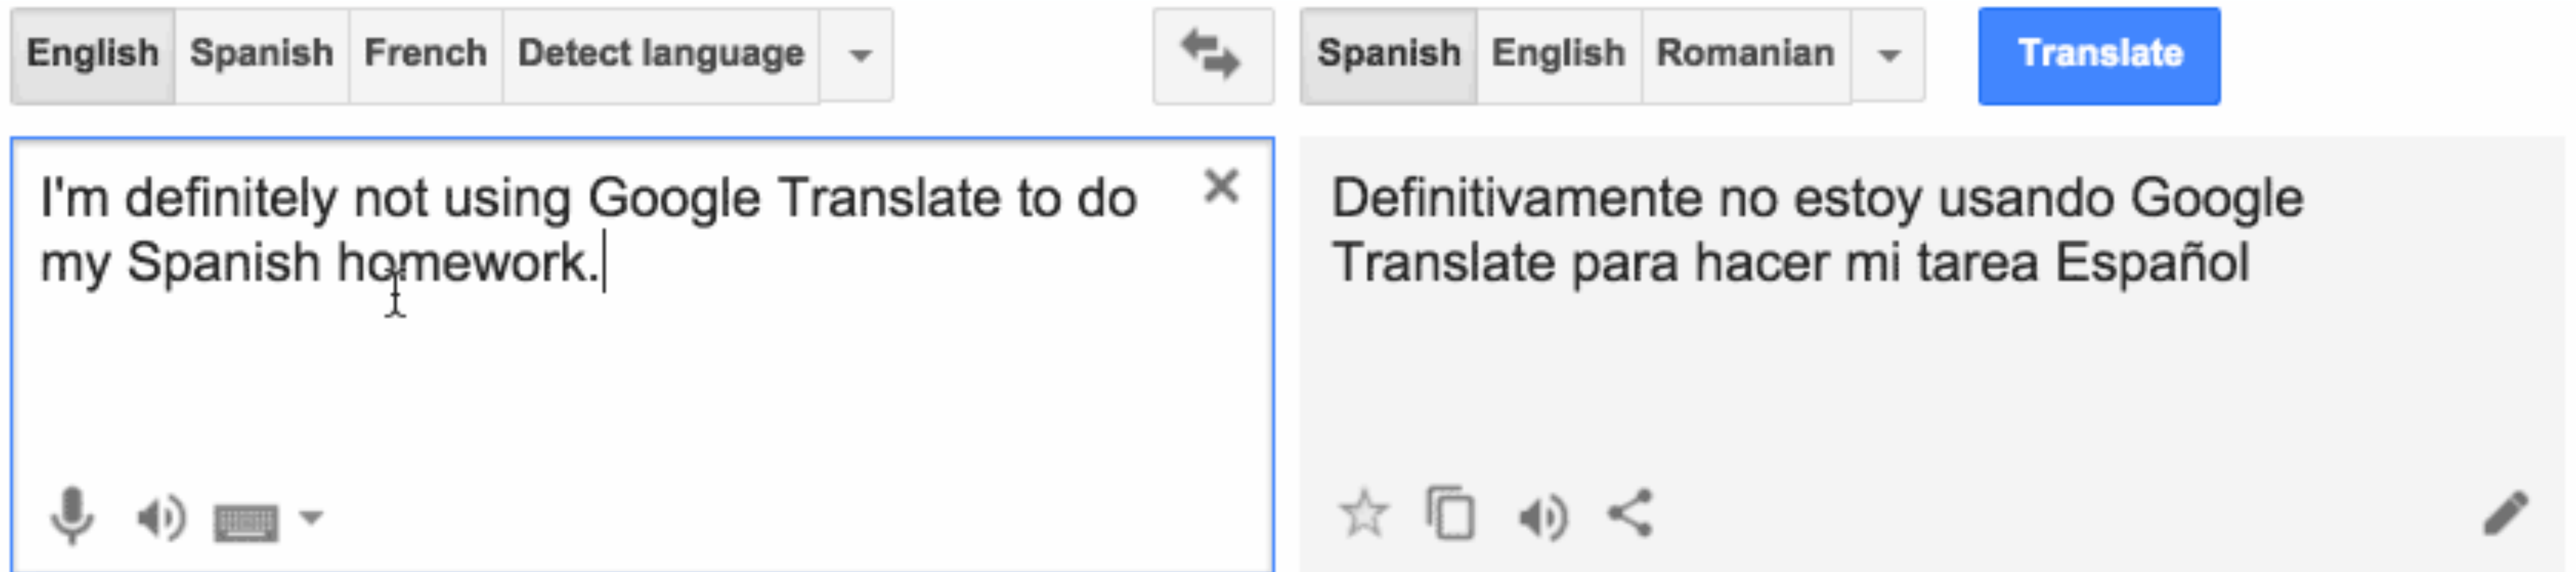 English Spanish French Detect language
Spanish English Romanian Translate
I'm definitely not using Google Translate to do
my Spanish homework.
Definitivamente no estoy usando Google
Translate para hacer mi tarea Español